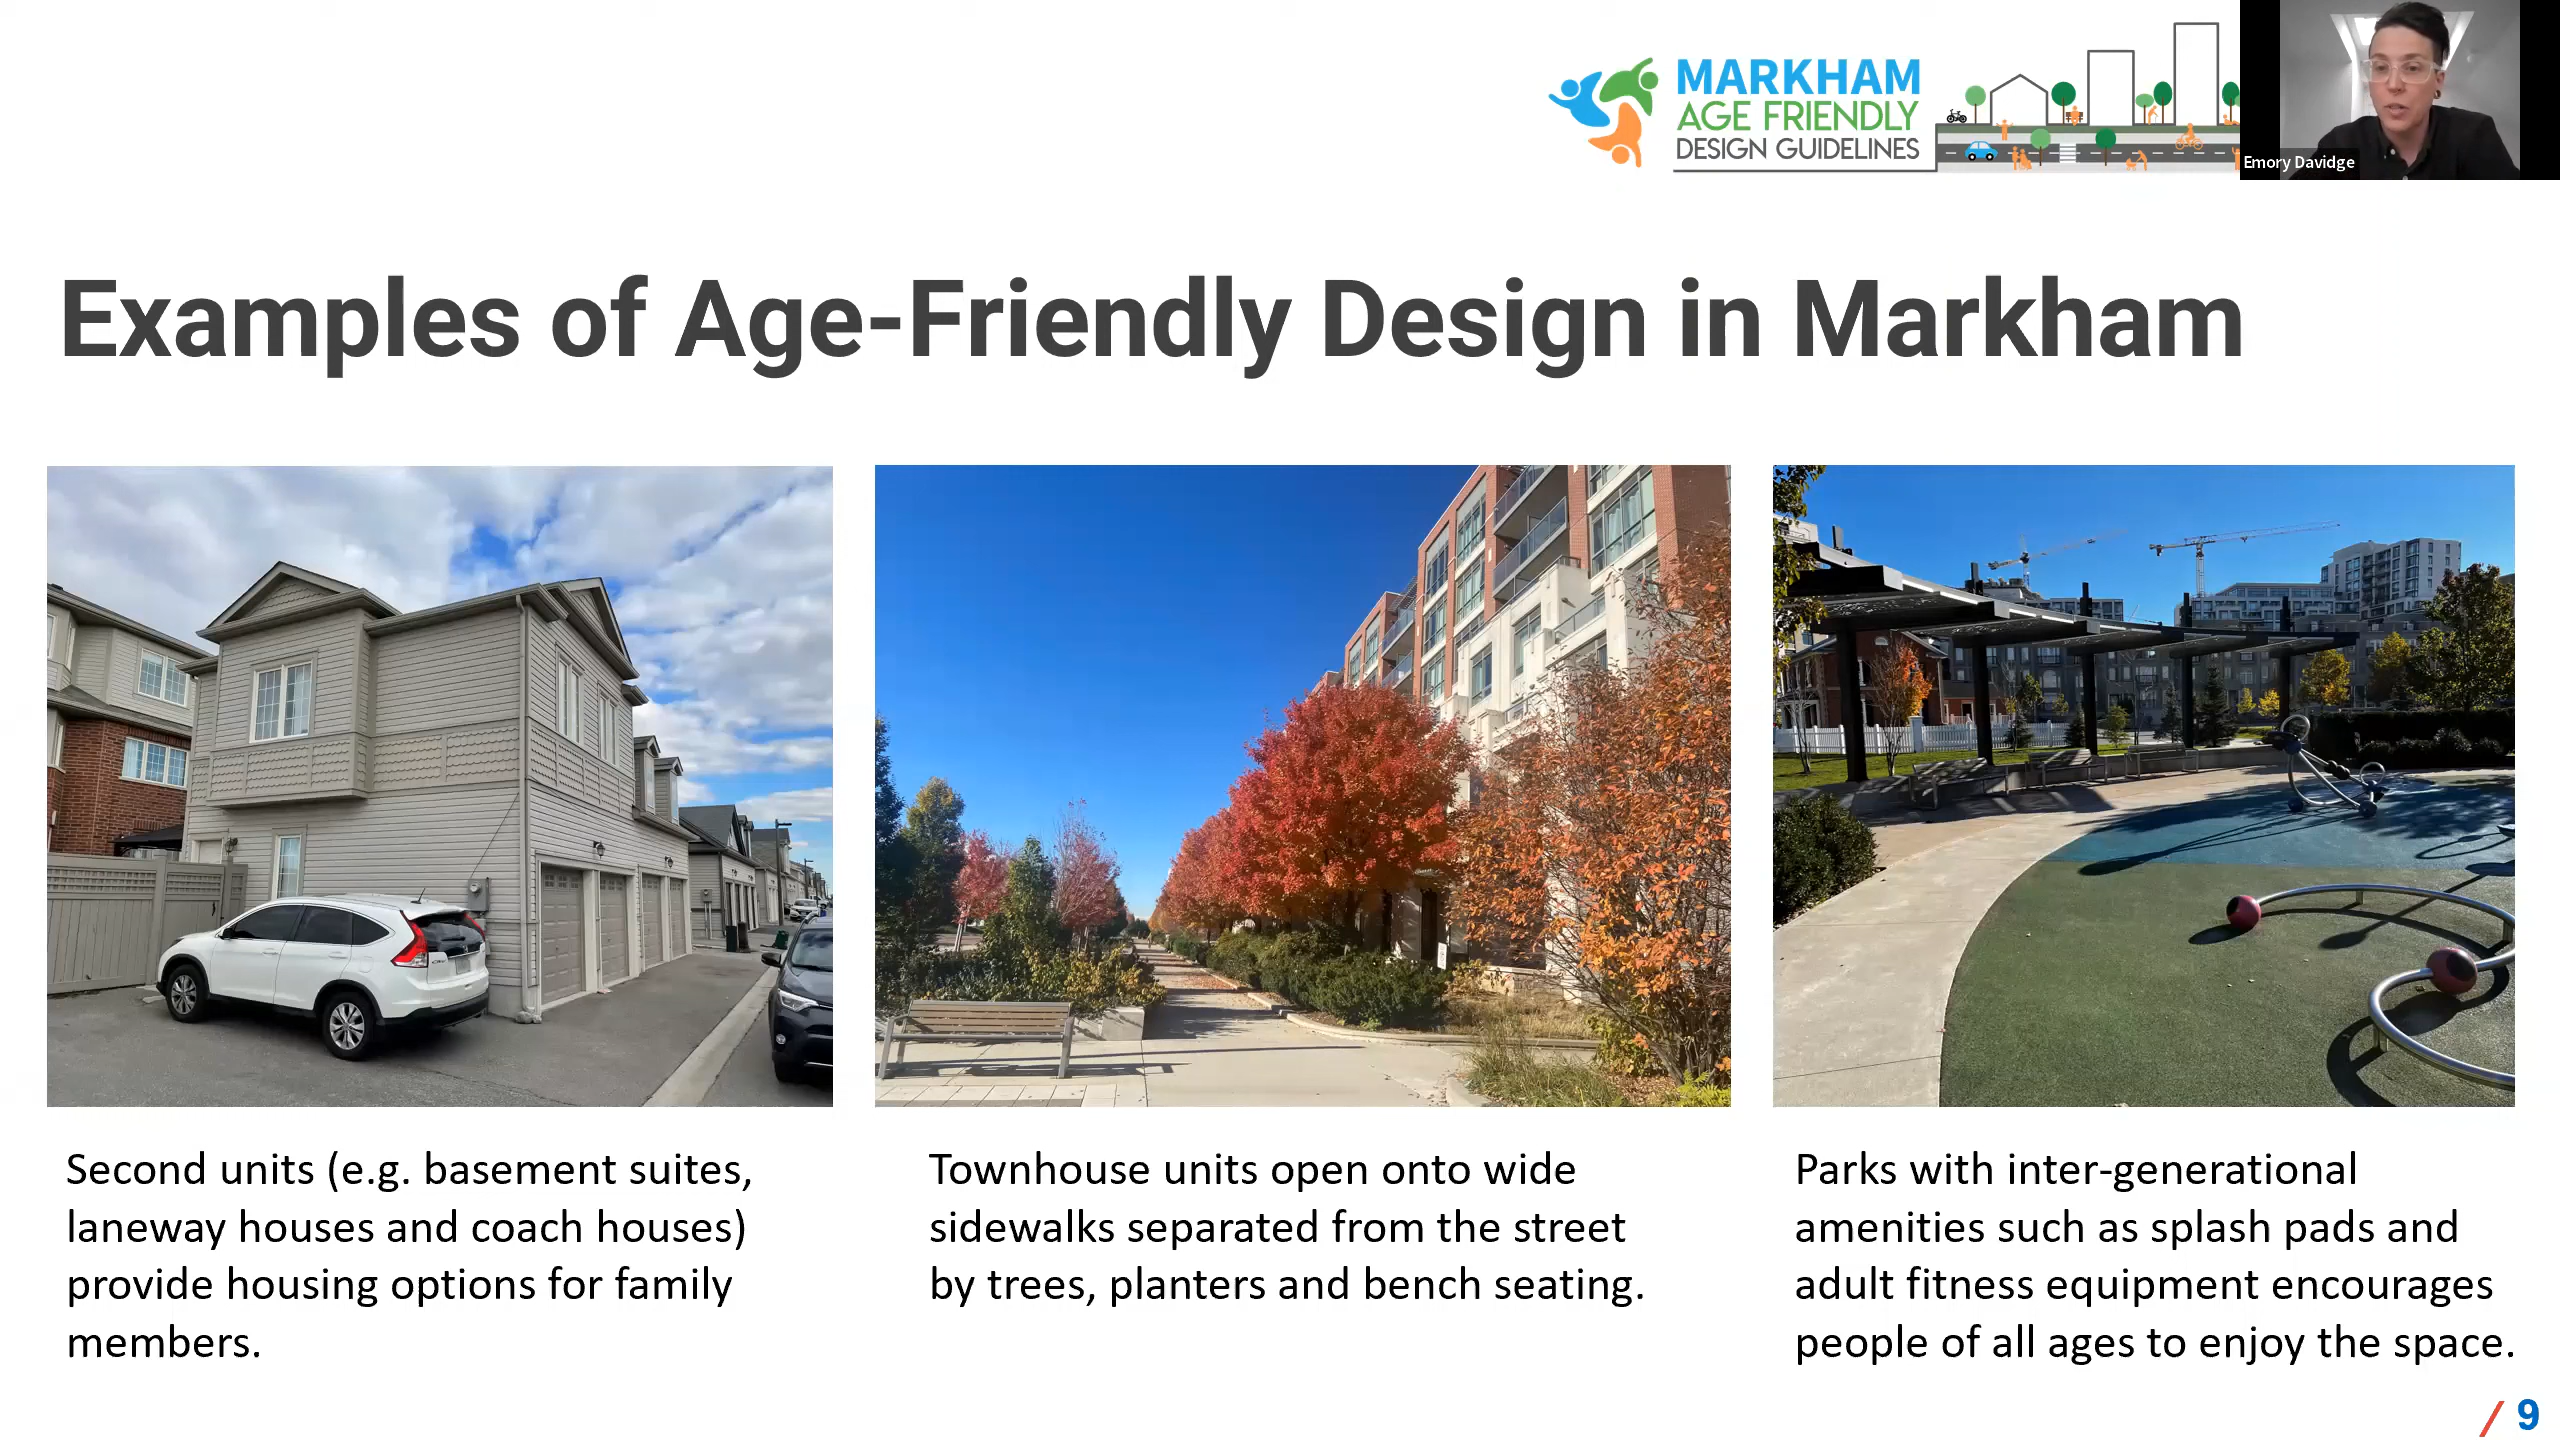 MARKHAM
AGE FRIENDLY
DESIGN GUIDELINES
Emory Davidge
Examples of Age-Friendly Design in Markham
Second units (e.g. basement suites,
laneway houses and coach houses)
provide housing options for family
members.
Townhouse units open onto wide
sidewalks separated from the street
by trees, planters and bench seating.
Parks with inter-generational
amenities such as splash pads and
adult fitness equipment encourages
people of all ages to enjoy the space.
/ 9